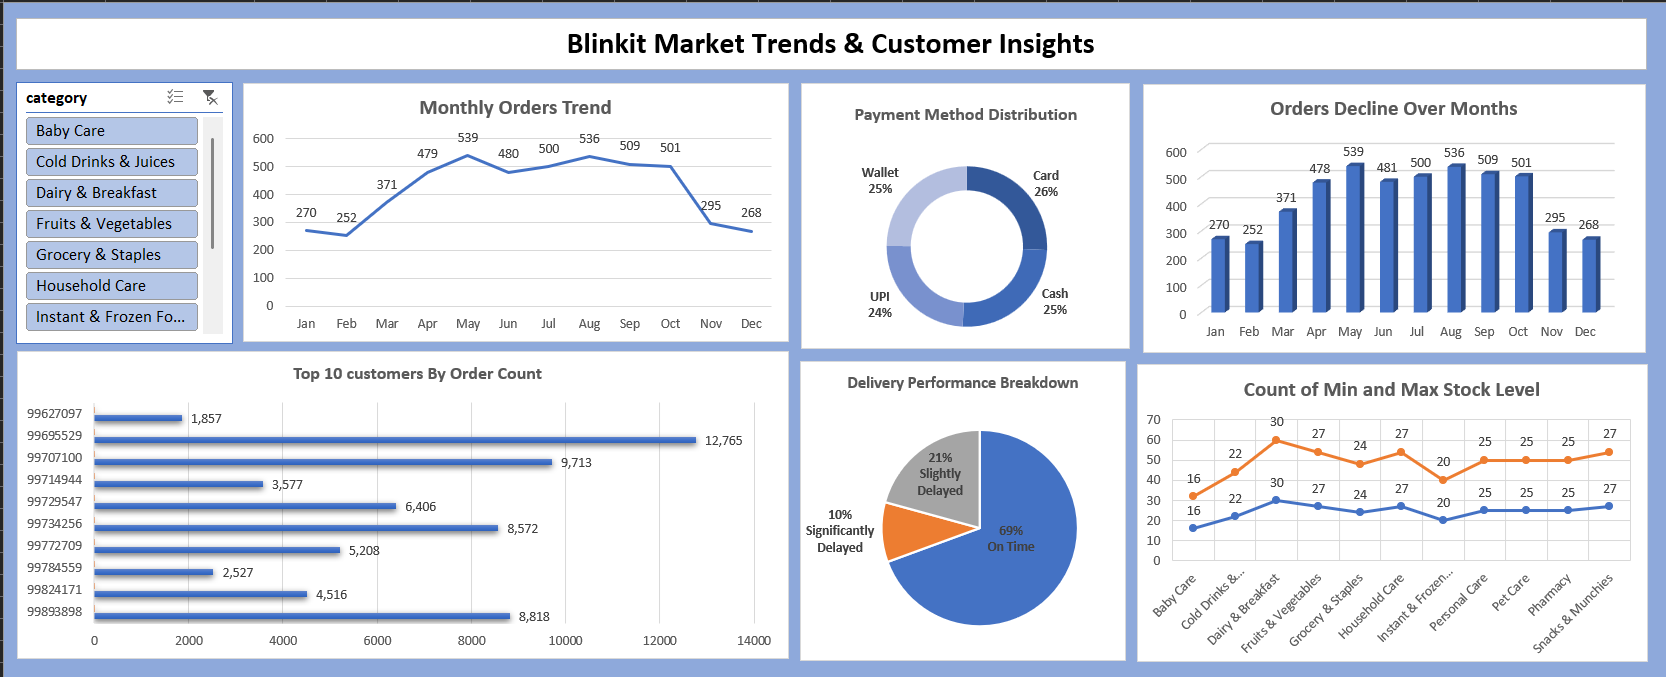 Blinkit Market Trends & Customer Insights
category
Baby Care
Cold Drinks & Juices
Dairy & Breakfast
Fruits & Vegetables
Grocery & Staples
Household Care
Instant & Frozen Fo...
Monthly Orders Trend
600
500
400
300
200
100
0
270 252 371 479 539 480 500 536 509 501 295 268
Jan Feb Mar Apr May Jun Jul Aug Sep Oct Nov Dec
Payment Method Distribution
Wallet
25%
Card
26%
UPI
24%
Cash
25%
Orders Decline Over Months
600
500
400
300
200
100
0
270 252 371 478 539 481 500 536 509 501 295 268
Jan Feb Mar Apr May Jun Jul Aug Sep Oct Nov Dec
Top 10 customers By Order Count
99627097 1,857
99695529 12,765
99707100 9,713
99714944 3,577
99729547 6,406
99734256 8,572
99772709 5,208
99784559 2,527
99824171 4,516
99893898 8,818
0 2000 4000 6000 8000 10000 12000 14000
Delivery Performance Breakdown
21%
Slightly
Delayed
10%
Significantly
Delayed
69%
On Time
Count of Min and Max Stock Level
70
60
50
40
30
20
10
0
16 22 30 27 24 27 20 25 25 25 27
16 22 30 27 24 27 20 25 25 25 27
Baby Care
Cold Drinks &...
Dairy & Breakfast
Fruits & Vegetables
Grocery & Staples
Household Care
Instant & Frozen...
Personal Care
Pet Care
Pharmacy
Snacks & Munchies